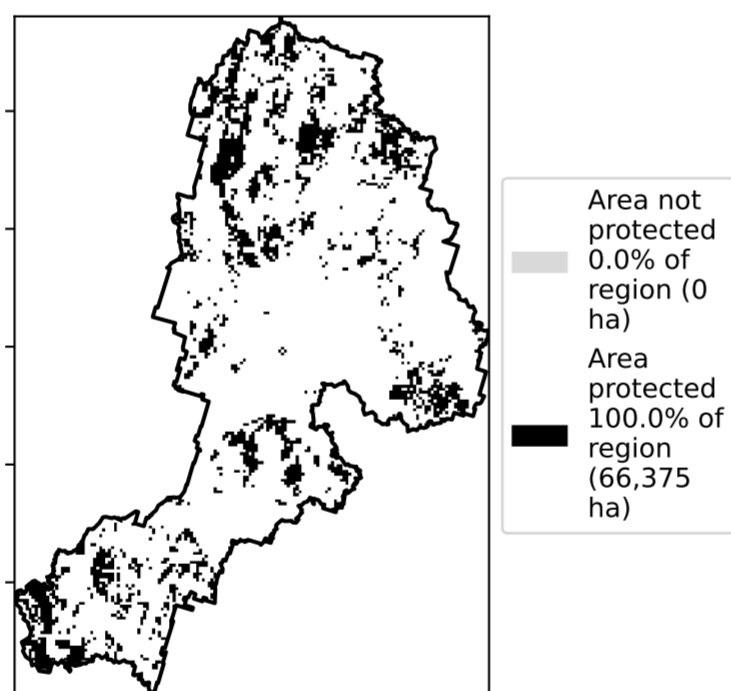 Area not
protected
0.0% of
region (0
ha)
Area
protected
100.0% of
region
(66,375
ha)